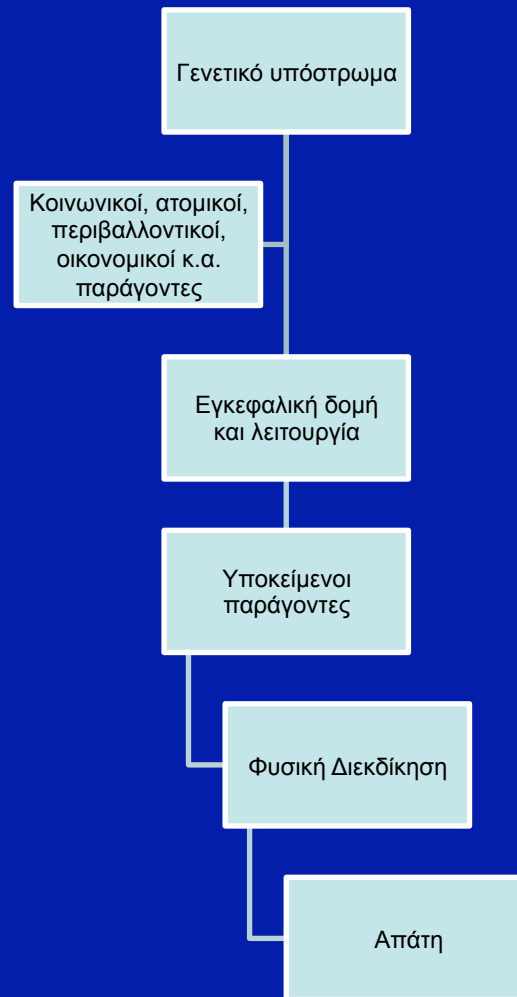 Γενετικό υπόστρωμα
Κοινωνικοί, ατομικοί,
περιβαλλοντικοί,
οικονομικοί κ.α.
παράγοντες
Εγκεφαλική δομή
και λειτουργία
Υποκείμενοι
παράγοντες
Φυσική Διεκδίκηση
Απάτη